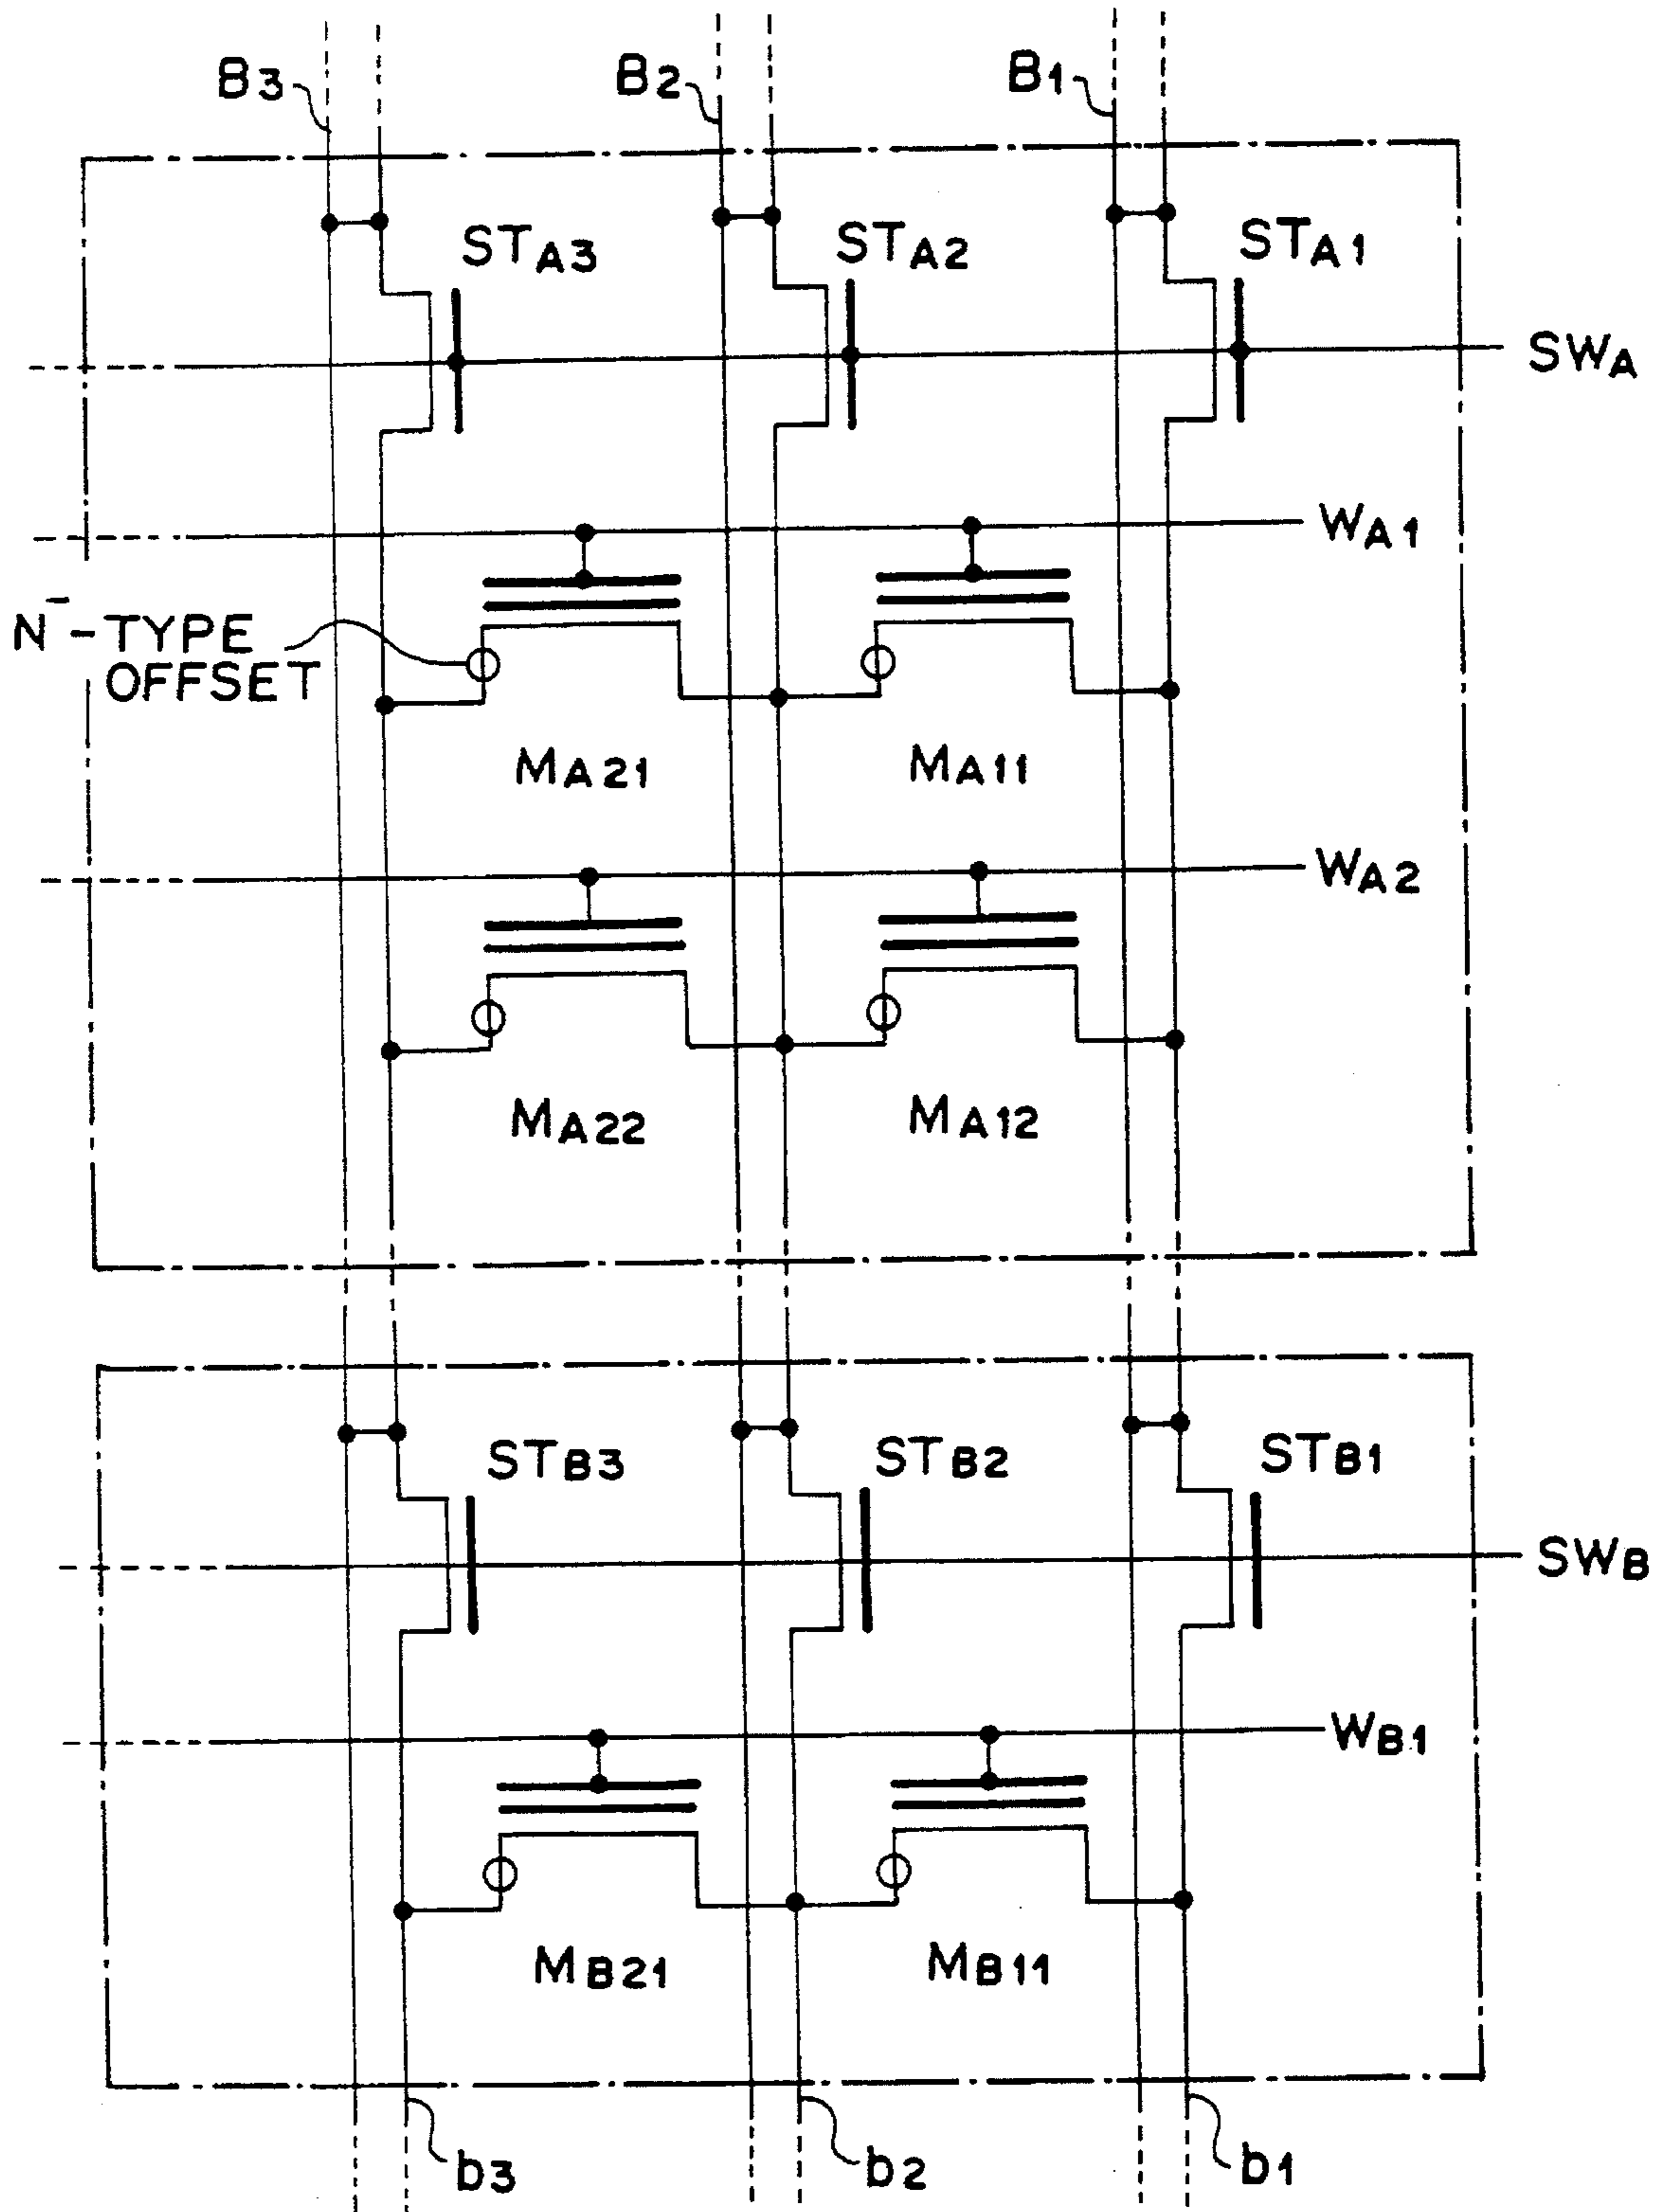 B3
B2
B1
STA3
STA2
STA1
SWA
WA1
N⁻-TYPE
OFFSET
MA21
MA11
WA2
MA22
MA12
STB3
STB2
STB1
SWB
WB1
MB21
MB11
b3
b2
b1